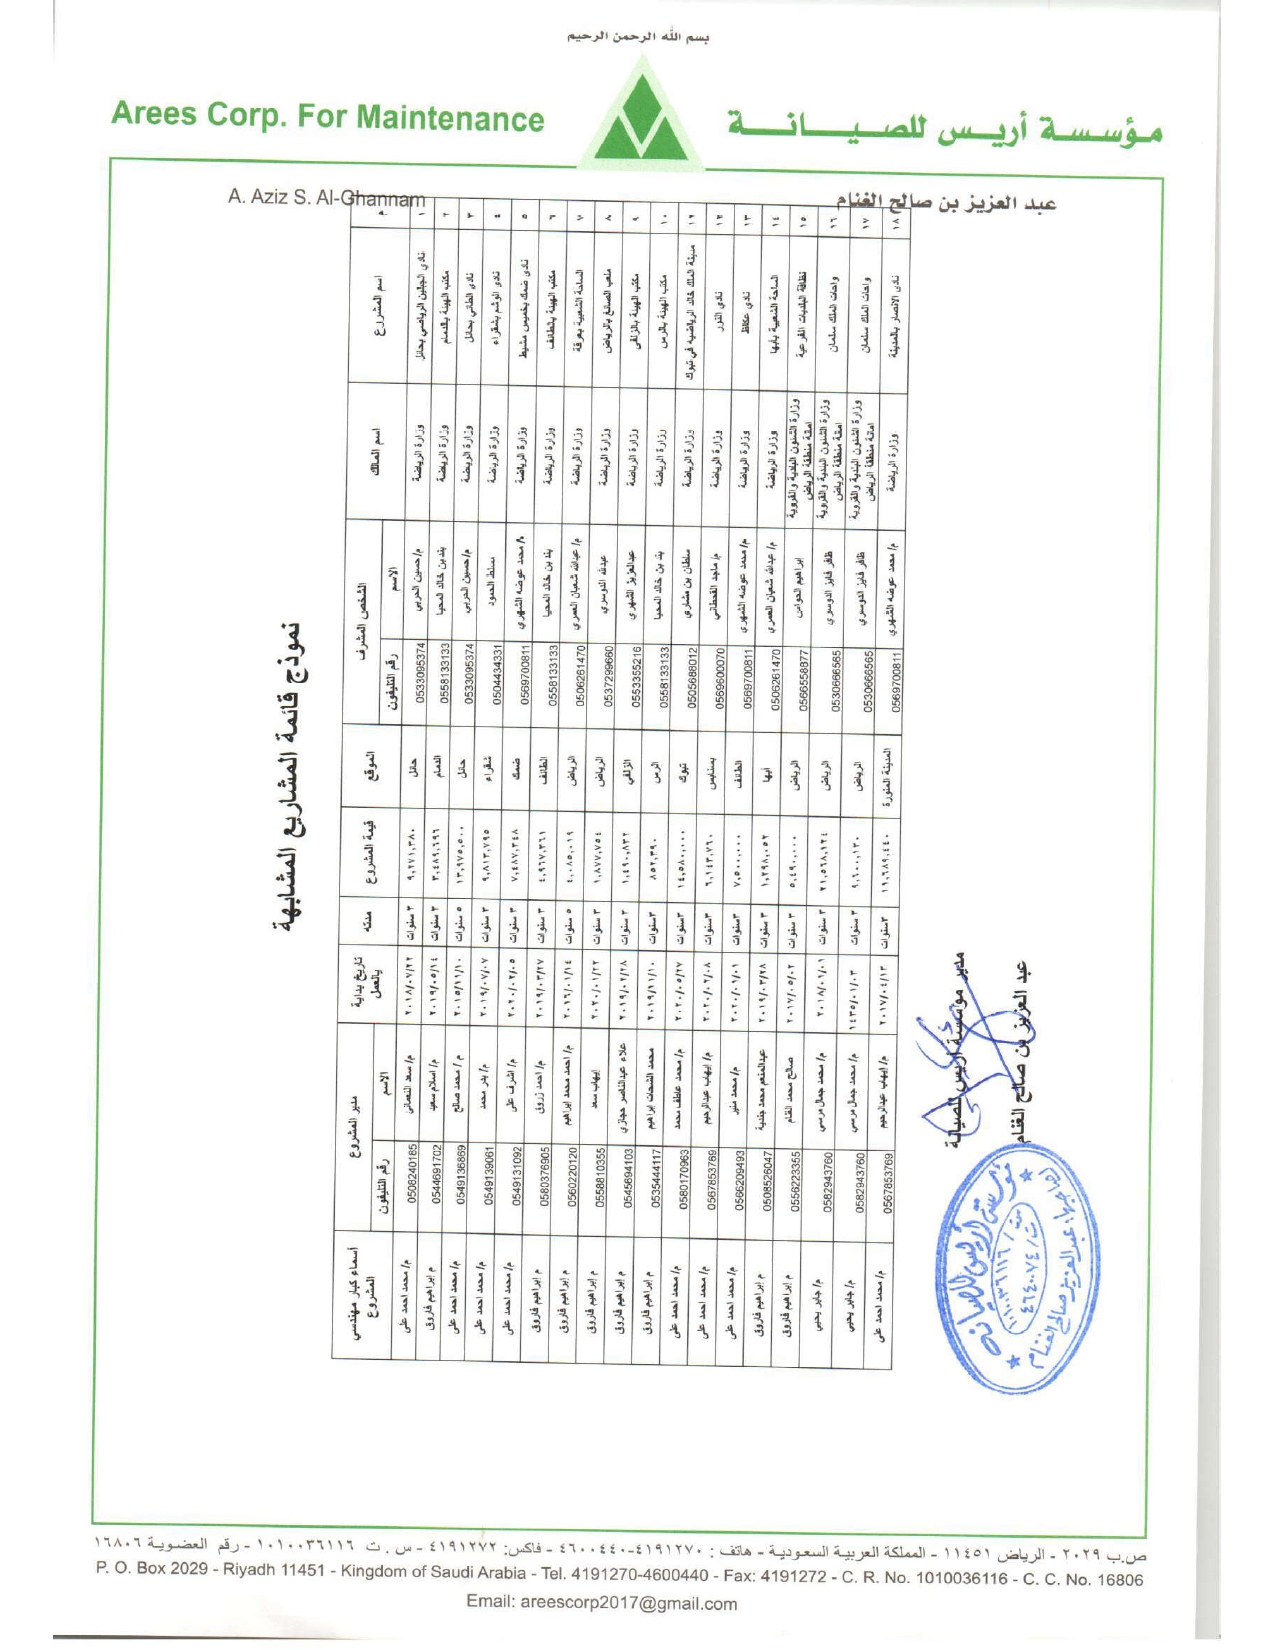 بسم الله الرحمن الرحيم
Arees Corp. For Maintenance
مؤسسة أريس للصيانة
A. Aziz S. Al-Ghannam
عبد العزيز بن صالح الغنام
نموذج قائمة المشاريع المشابهة
م اسم المشروع اسم المالك الشخص المشرف الموقع قيمة المشروع مدته تاريخ بداية بالعمل مدير المشروع أسماء كبار مهندسي المشروع
الاسم رقم التليفون الاسم رقم التليفون
١ نادي الجبلين الرياضي بحائل وزارة الرياضة م/حسين الحربي 0533095374 حائل ٩,٢٧١,٣٨٠ ٣ سنوات ٢٠١٨/٠٧/٢٢ م/ سعد النعماني 0508240185 م/ محمد احمد على
٢ مكتب الهيئة بالدمام وزارة الرياضة بند بن خالد المحيا 0558133133 الدمام ٣,٤٨٩,٦٩٦ ٣ سنوات ٢٠١٩/٠٥/١٤ م/ اسلام سعيد 0544691702 م ابراهيم فاروق
٣ نادى الطائي بحائل وزارة الرياضة م/حسين الحربي 0533095374 حائل ١٣,٩٧٥,٥٠٠ ٥ سنوات ٢٠١٥/١١/١٠ م / محمد صالح 0549136869 م/ محمد احمد على
٤ نادى الوشم بشقراء وزارة الرياضة مسلط الحمود 0504434331 شقراء ٩,٨١٣,٧٩٥ ٣ سنوات ٢٠١٩/٠٧/٠٧ م/ بدر محمد 0549139061 م/ محمد احمد على
٥ نادى ضمك بخميس مشيط وزارة الرياضة م/ محمد عوضه الشهري 0569700811 ضمك ٧,٤٨٧,٣٤٨ ٣ سنوات ٢٠٢٠/٠٢/٠٥ م/ اشرف على 0549131092 م/ محمد احمد على
٦ مكتب الهيئة بالطائف وزارة الرياضة بند بن خالد المحيا 0558133133 الطائف ٤,٩٦٧,٣٦١ ٣ سنوات ٢٠١٩/٠٣/٢٧ م/ احمد زروق 0580376905 م ابراهيم فاروق
٧ الساحة الشعبية بعرقة وزارة الرياضة م/ عبدالله شعبان العمري 0506261470 الرياض ٤,٠٨٥,٠١٩ ٥ سنوات ٢٠١٦/٠١/١٤ م/ احمد محمد ابراهيم 0560220120 م ابراهيم فاروق
٨ ملعب الصائغ بالرياض وزارة الرياضة عبدالله الدوسري 0537299660 الرياض ١,٨٧٧,٧٥٤ ٣ سنوات ٢٠٢٠/٠١/٢٢ إيهاب سعد 0558810355 م ابراهيم فاروق
٩ مكتب الهيئة بالزلفى وزارة الرياضة عبدالعزيز الشهري 0553355216 الزلفي ١,٤٩٠,٨٣٢ ٣ سنوات ٢٠١٩/٠٢/٢٨ علاء عبدالناصر حجازي 0545694103 م ابراهيم فاروق
١٠ مكتب الهيئة بالرس وزارة الرياضة بند بن خالد المحيا 0558133133 الرس ٨٥٢,٣٩٠ ٣سنوات ٢٠١٩/١١/١٠ محمد الشحات ابراهيم 0535444117 م ابراهيم فاروق
١١ مدينة الملك خالد الرياضيه في تبوك وزارة الرياضة سلطان بن مشاري 0505688012 تبوك ١٤,٥٨٠,٠٠٠ ٣سنوات ٢٠٢٠/٠٥/٢٧ م/ محمد عاطف محمد 0580170963 م/ محمد احمد على
١٢ نادي النور وزارة الرياضة م/ ماجد القحطاني 0569600070 بسنابس ٦,١٤٣,٧٦٠ ٣سنوات ٢٠٢٠/٠٢/٠٨ م/ إيهاب عبدالرحيم 0567853769 م/ محمد احمد على
١٣ نادي عكاظ وزارة الرياضة م/ محمد عوضه الشهري 0569700811 الطائف ٧,٥٠٠,٠٠٠ ٣سنوات ٢٠٢٠/٠١/٠١ م/ محمد منير 0566209493 م/ محمد احمد على
١٤ الساحة الشعبية بأبها وزارة الرياضة م/ عبدالله شعبان العمري 0506261470 أبها ١,٢٩٨,٠٥٢ ٣ سنوات ٢٠١٩/٠٣/٢٨ عبدالمنعم محمد جندية 0508526047 م ابراهيم فاروق
١٥ نظافة البلديات الفرعية وزارة الشئون البلدية والقروية امانة منطقة الرياض ابراهيم الحواس 0566558877 الرياض ٥,٤٩٠,٠٠٠ ٣ سنوات ٢٠١٧/٠٥/٠٢ صالح محمد الغنام 0556223355 م ابراهيم فاروق
١٦ واحات الملك سلمان وزارة الشئون البلدية والقروية امانة منطقة الرياض ظافر فايز الدوسري 0530666565 الرياض ٢١,٥٦٨,١٢٤ ٣ سنوات ٢٠١٨/٠١/٠١ م/ محمد جمال مرسي 0582943760 م/ جابر يحيي
١٧ واحات الملك سلمان وزارة الشئون البلدية والقروية امانة منطقة الرياض ظافر فايز الدوسري 0530666565 الرياض ٩,٦٠٠,١٣٠ ٣ سنوات ١٤٣٥/٠١/٠٣ م/ محمد جمال مرسي 0582943760 م/ جابر يحيي
١٨ نادى الانصار بالمدينة وزارة الرياضة م/ محمد عوضه الشهري 0569700811 المدينة المنورة ١١,٦٨٩,٤٤٠ ٣سنوات ٢٠١٧/٠٤/١٣ م/ إيهاب عبدالرحيم 0567853769 م/ محمد احمد على
مدير مؤسسة اريس للصيانة
عبد العزيز بن صالح الغنام
مؤسسة أريس للصيانة
س.ت / ١٠١٠٠٣٦١١٦
ت / ٤٦٤٠٠٧٤
لصاحبها: عبدالعزيز صالح الغنام
ص.ب ٢٠٢٩ - الرياض ١١٤٥١ - المملكة العربية السعودية - هاتف : ٤١٩١٢٧٠-٤٦٠٠٤٤٠ - فاكس: ٤١٩١٢٧٢ - س . ت ١٠١٠٠٣٦١١٦ - رقم العضوية ١٦٨٠٦
P. O. Box 2029 - Riyadh 11451 - Kingdom of Saudi Arabia - Tel. 4191270-4600440 - Fax: 4191272 - C. R. No. 1010036116 - C. C. No. 16806
Email: areescorp2017@gmail.com